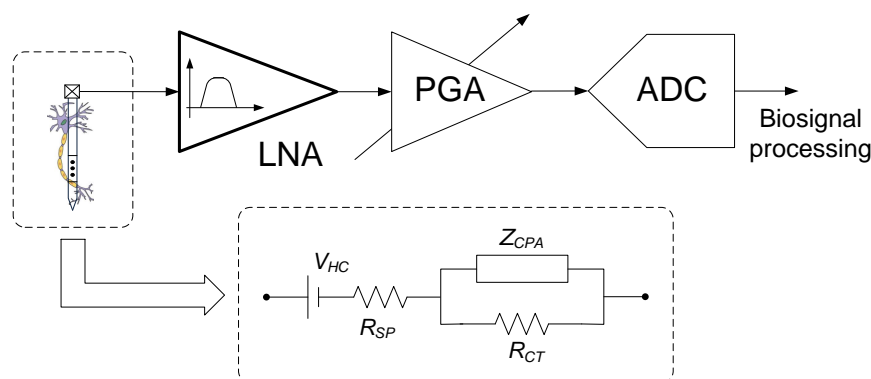 LNA
PGA
ADC
Biosignal
processing
V_HC
R_SP
Z_CPA
R_CT